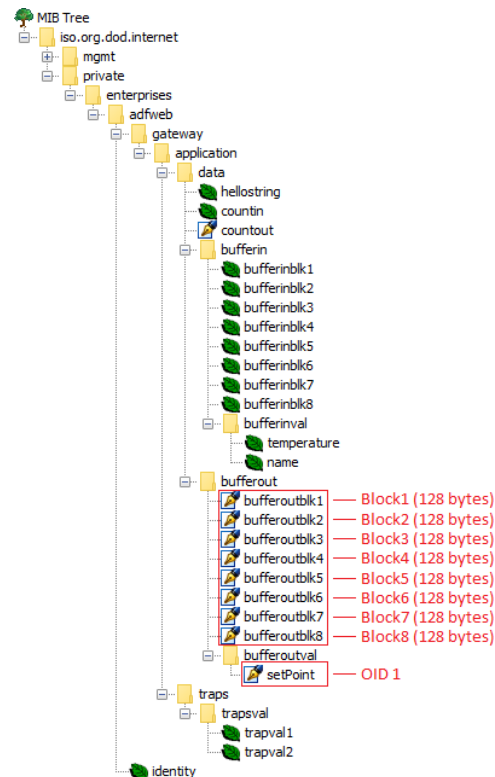 MIB Tree
iso.org.dod.internet
mgmt
private
enterprises
adfweb
gateway
application
data
hellostring
countin
countout
bufferin
bufferinblk1
bufferinblk2
bufferinblk3
bufferinblk4
bufferinblk5
bufferinblk6
bufferinblk7
bufferinblk8
bufferinval
temperature
name
bufferout
bufferoutblk1 Block1 (128 bytes)
bufferoutblk2 Block2 (128 bytes)
bufferoutblk3 Block3 (128 bytes)
bufferoutblk4 Block4 (128 bytes)
bufferoutblk5 Block5 (128 bytes)
bufferoutblk6 Block6 (128 bytes)
bufferoutblk7 Block7 (128 bytes)
bufferoutblk8 Block8 (128 bytes)
bufferoutval
setPoint OID 1
traps
trapsval
trapval1
trapval2
identity